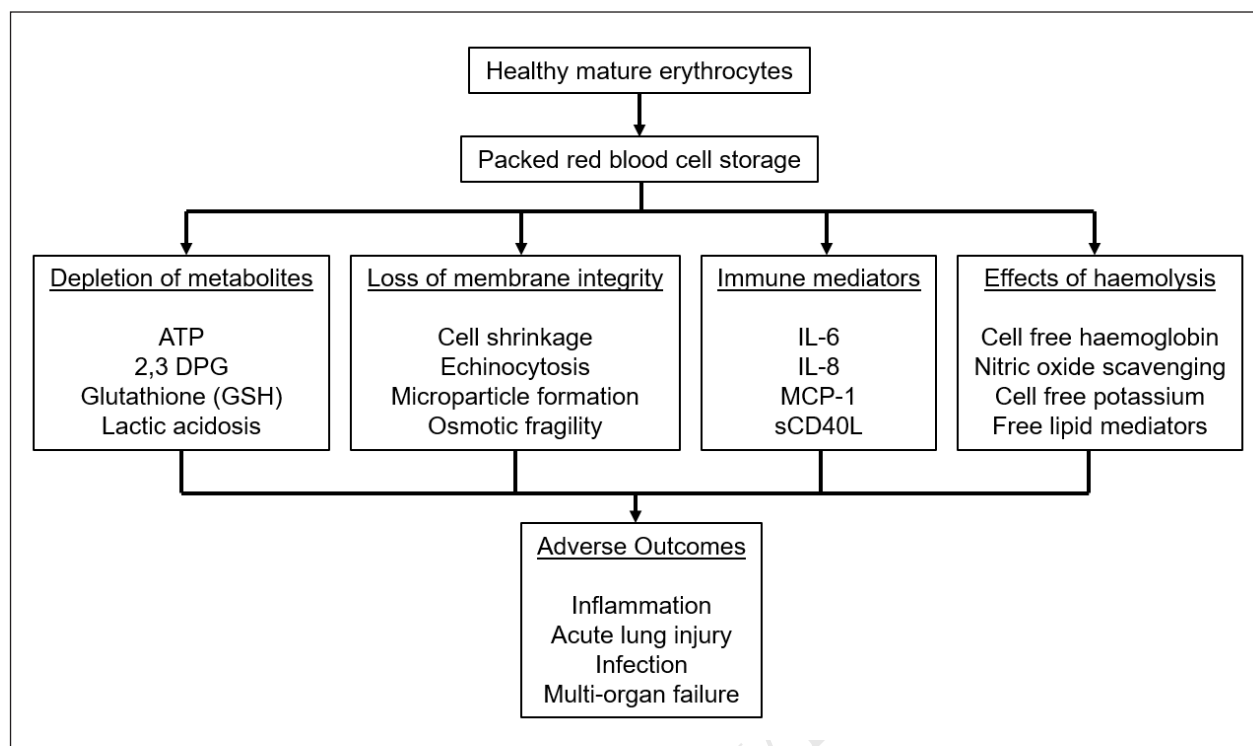 Healthy mature erythrocytes
Packed red blood cell storage
Depletion of metabolites
ATP
2,3 DPG
Glutathione (GSH)
Lactic acidosis
Loss of membrane integrity
Cell shrinkage
Echinocytosis
Microparticle formation
Osmotic fragility
Immune mediators
IL-6
IL-8
MCP-1
sCD40L
Effects of haemolysis
Cell free haemoglobin
Nitric oxide scavenging
Cell free potassium
Free lipid mediators
Adverse Outcomes
Inflammation
Acute lung injury
Infection
Multi-organ failure